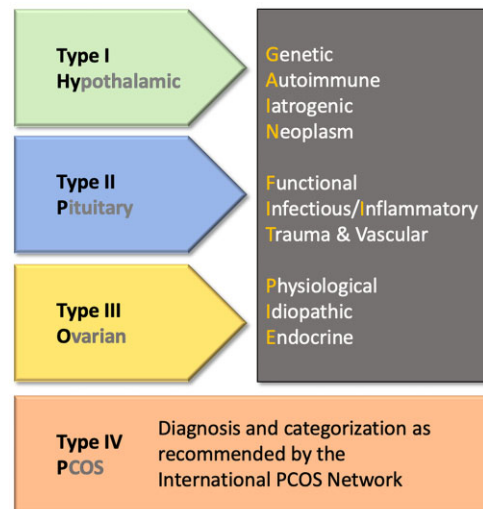 Type I
Hypothalamic
Genetic
Autoimmune
Iatrogenic
Neoplasm
Type II
Pituitary
Functional
Infectious/Inflammatory
Trauma & Vascular
Type III
Ovarian
Physiological
Idiopathic
Endocrine
Type IV
PCOS
Diagnosis and categorization as
recommended by the
International PCOS Network